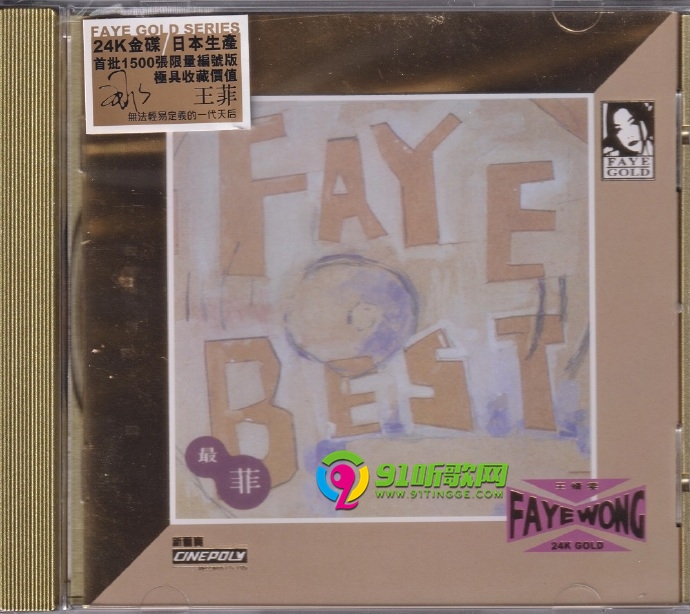 FAYE GOLD SERIES
24K金碟/日本生產
首批1500張限量編號版
極具收藏價值
王菲
無法輕易定義的一代天后
FAYE
GOLD
FAYE
BEST
最
菲
91听歌网
WWW.91TINGGE.COM
FAYE WONG
24K GOLD
新藝寶
CINEPOLY